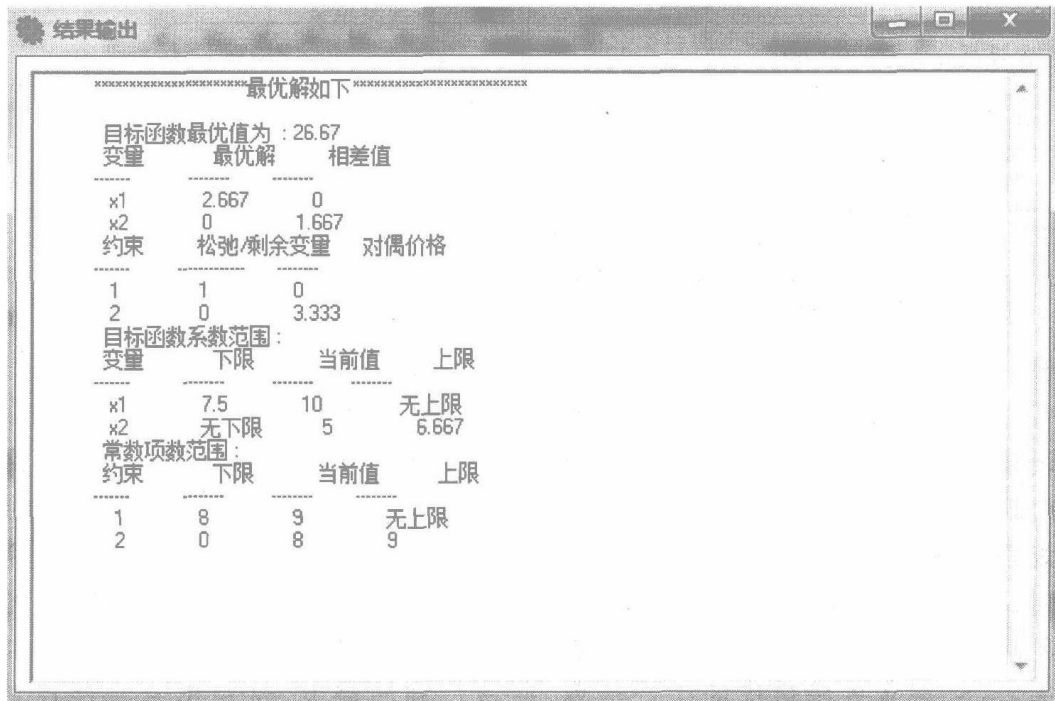 结果输出
**********************最优解如下*************************
目标函数最优值为 : 26.67
变量 最优解 相差值
------- -------- --------
x1 2.667 0
x2 0 1.667
约束 松弛/剩余变量 对偶价格
------- ------------- --------
1 1 0
2 0 3.333
目标函数系数范围 :
变量 下限 当前值 上限
------- -------- -------- --------
x1 7.5 10 无上限
x2 无下限 5 6.667
常数项数范围 :
约束 下限 当前值 上限
------- -------- -------- --------
1 8 9 无上限
2 0 8 9